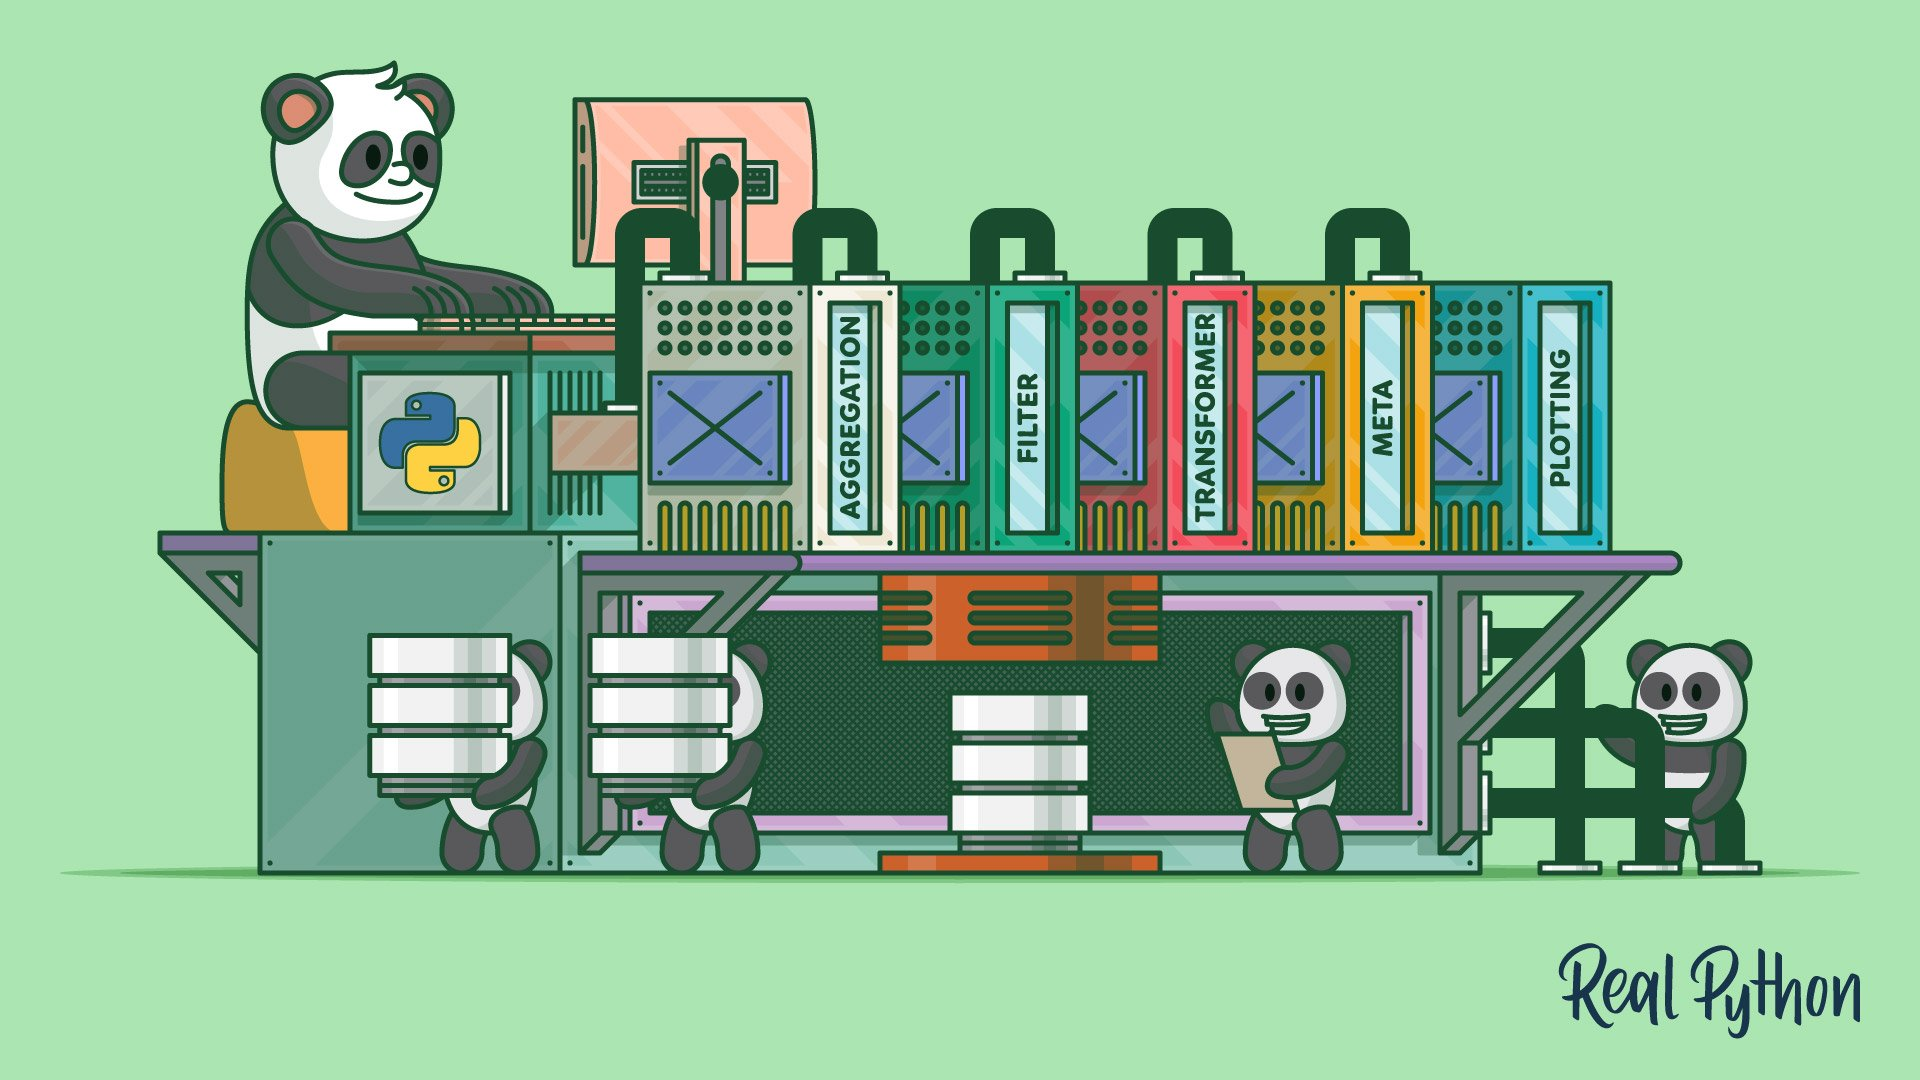 AGGREGATION
FILTER
TRANSFORMER
META
PLOTTING
Real Python